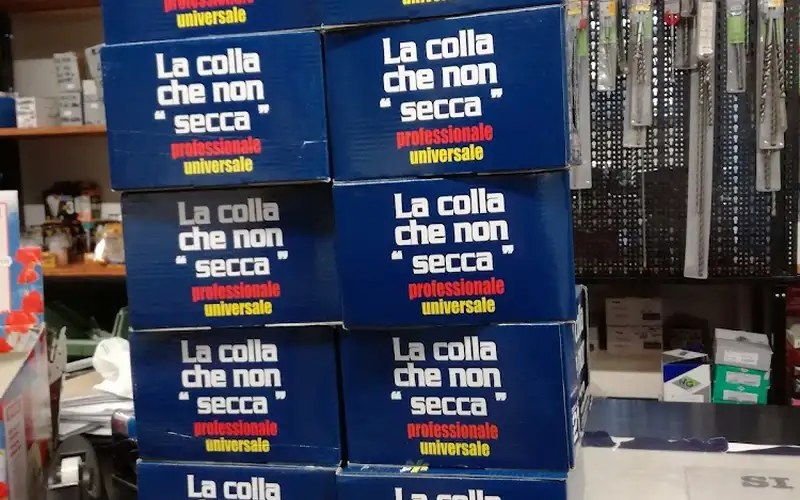 professionale
universale
universale
La colla
che non
" secca "
professionale
universale
La colla
che non
" secca "
professionale
universale
La colla
che non
" secca "
professionale
universale
La colla
che non
" secca "
professionale
universale
La colla
che non
" secca "
professionale
universale
La colla
che non
" secca "
professionale
universale
La colla
La colla
SI